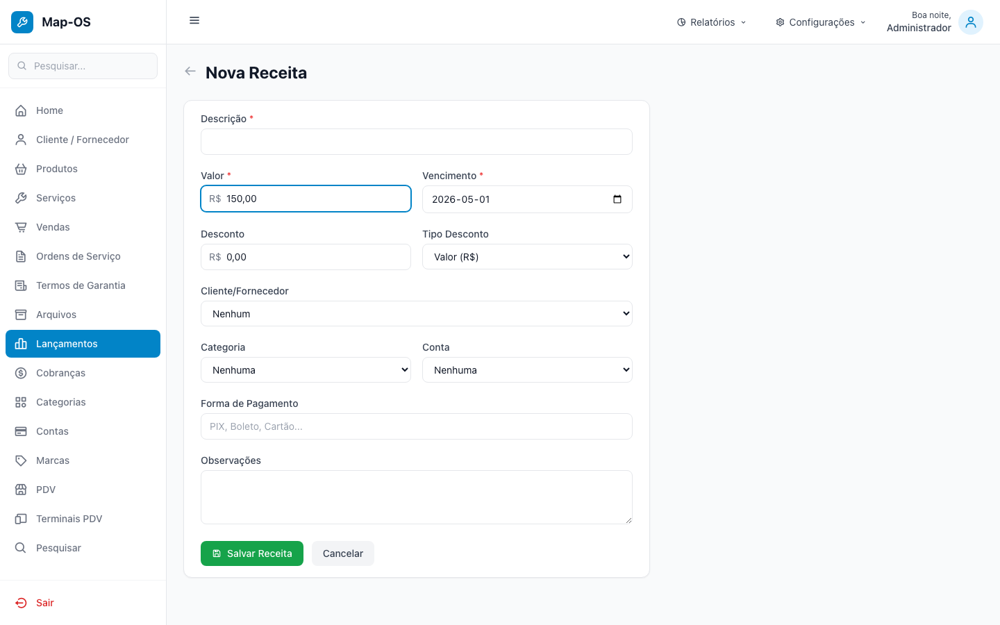 Map-OS
Relatórios
Configurações
Boa noite,
Administrador
Pesquisar...
Home
Cliente / Fornecedor
Produtos
Serviços
Vendas
Ordens de Serviço
Termos de Garantia
Arquivos
Lançamentos
Cobranças
Categorias
Contas
Marcas
PDV
Terminais PDV
Pesquisar
Sair
Nova Receita
Descrição *
Valor *
R$ 150,00
Vencimento *
2026-05-01
Desconto
R$ 0,00
Tipo Desconto
Valor (R$)
Cliente/Fornecedor
Nenhum
Categoria
Nenhuma
Conta
Nenhuma
Forma de Pagamento
PIX, Boleto, Cartão...
Observações
Salvar Receita
Cancelar